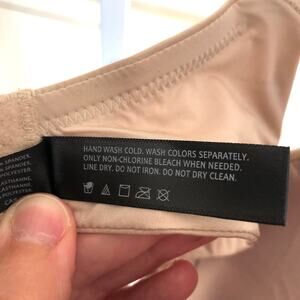 HAND WASH COLD. WASH COLORS SEPARATELY.
ONLY NON-CHLORINE BLEACH WHEN NEEDED.
LINE DRY. DO NOT IRON. DO NOT DRY CLEAN.
SPANDEX.